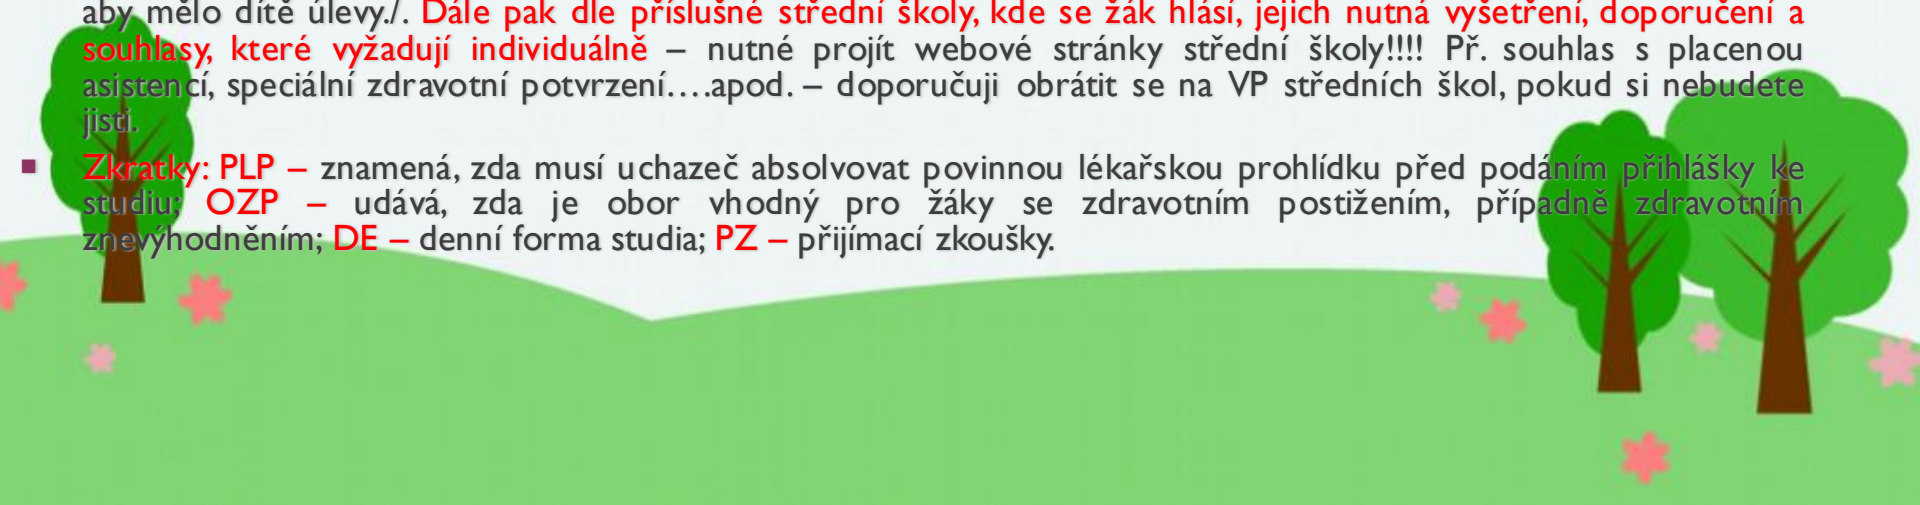 aby mělo dítě úlevy./. Dále pak dle příslušné střední školy, kde se žák hlásí, jejich nutná vyšetření, doporučení a
souhlasy, které vyžadují individuálně – nutné projít webové stránky střední školy!!!! Př. souhlas s placenou
asistencí, speciální zdravotní potvrzení….apod. – doporučuji obrátit se na VP středních škol, pokud si nebudete
jisti.
▪ Zkratky: PLP – znamená, zda musí uchazeč absolvovat povinnou lékařskou prohlídku před podáním přihlášky ke
studiu; OZP – udává, zda je obor vhodný pro žáky se zdravotním postižením, případně zdravotním
znevýhodněním; DE – denní forma studia; PZ – přijímací zkoušky.